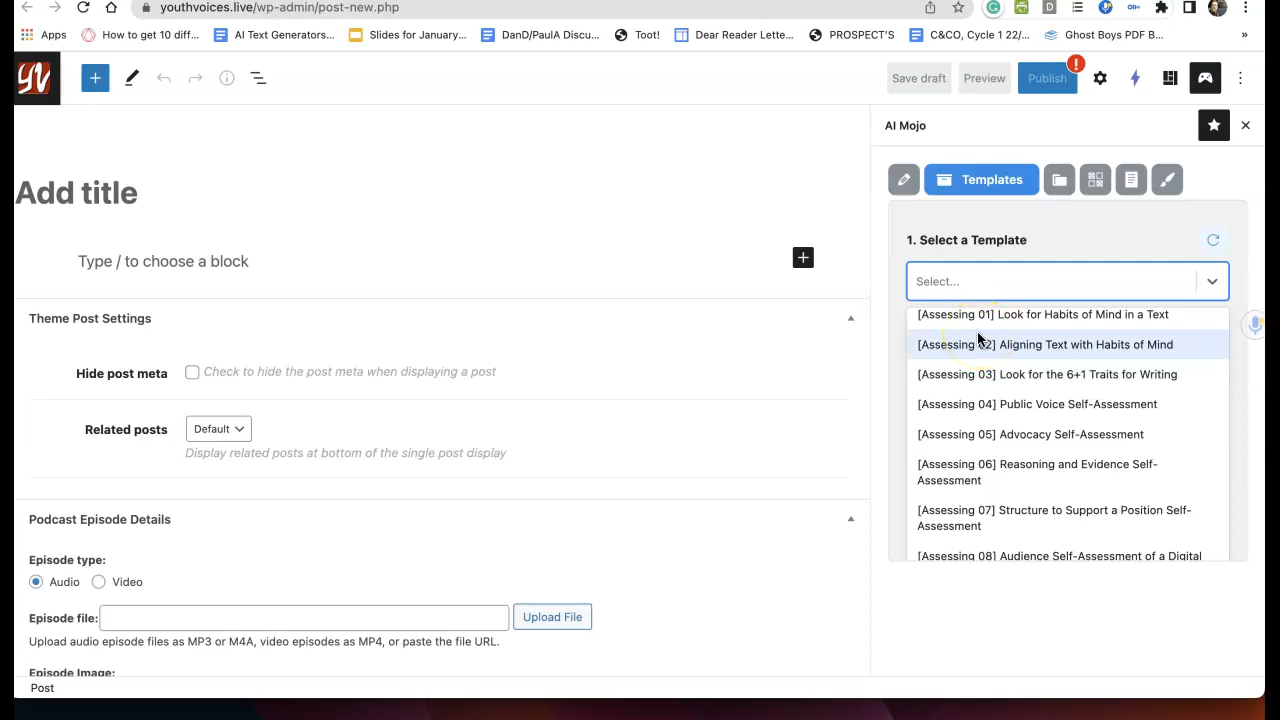 youthvoices.live/wp-admin/post-new.php
Apps
How to get 10 diff...
AI Text Generators...
Slides for January...
DanD/PaulA Discu...
Toot!
Dear Reader Lette...
PROSPECT'S
C&CO, Cycle 1 22/...
Ghost Boys PDF B...
»
Save draft
Preview
Publish
!
AI Mojo
Templates
Add title
Type / to choose a block
1. Select a Template
Select...
[Assessing 01] Look for Habits of Mind in a Text
[Assessing 02] Aligning Text with Habits of Mind
[Assessing 03] Look for the 6+1 Traits for Writing
[Assessing 04] Public Voice Self-Assessment
[Assessing 05] Advocacy Self-Assessment
[Assessing 06] Reasoning and Evidence Self-
Assessment
[Assessing 07] Structure to Support a Position Self-
Assessment
[Assessing 08] Audience Self-Assessment of a Digital
Theme Post Settings
Hide post meta
Check to hide the post meta when displaying a post
Related posts
Default
Display related posts at bottom of the single post display
Podcast Episode Details
Episode type:
Audio
Video
Episode file:
Upload File
Upload audio episode files as MP3 or M4A, video episodes as MP4, or paste the file URL.
Episode Image:
Post